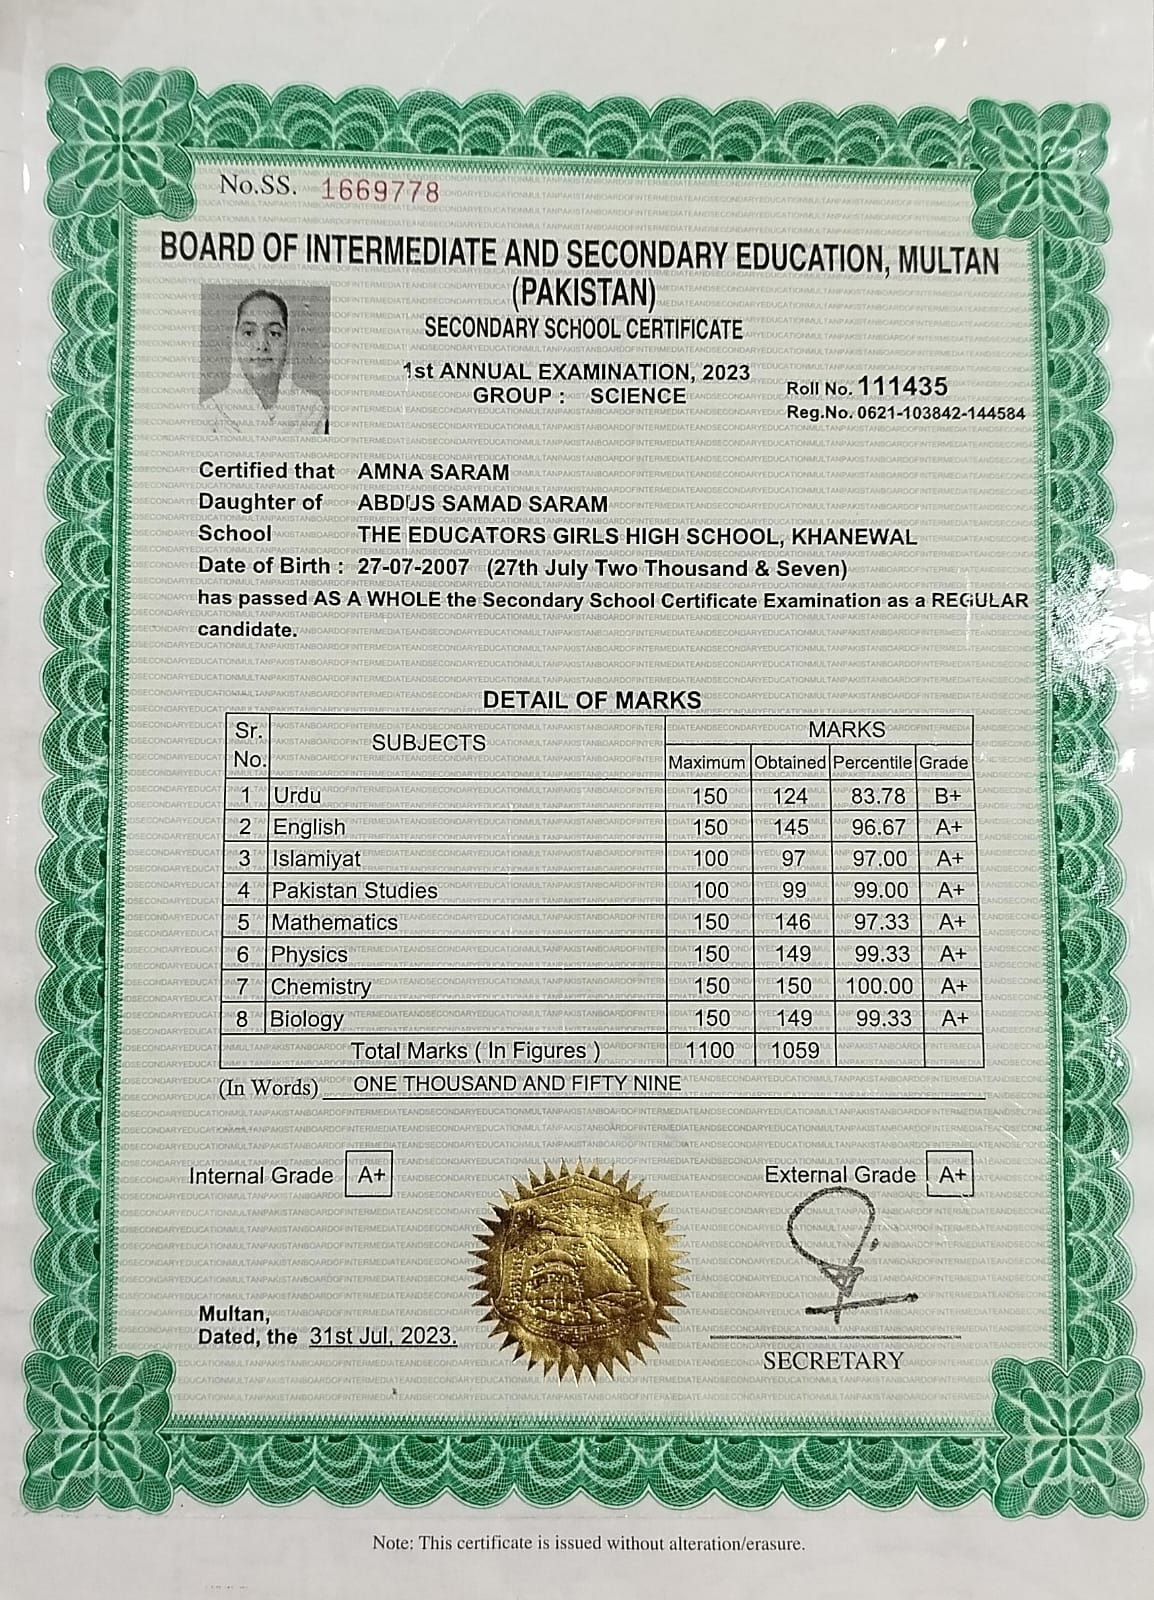 No.SS. 1669778
BOARD OF INTERMEDIATE AND SECONDARY EDUCATION, MULTAN
(PAKISTAN)
SECONDARY SCHOOL CERTIFICATE
1st ANNUAL EXAMINATION, 2023
GROUP : SCIENCE
Roll No. 111435
Reg.No. 0621-103842-144584
Certified that AMNA SARAM
Daughter of ABDUS SAMAD SARAM
School THE EDUCATORS GIRLS HIGH SCHOOL, KHANEWAL
Date of Birth : 27-07-2007 (27th July Two Thousand & Seven)
has passed AS A WHOLE the Secondary School Certificate Examination as a REGULAR
candidate.
DETAIL OF MARKS
Sr. No. SUBJECTS MARKS
Maximum Obtained Percentile Grade
1 Urdu 150 124 83.78 B+
2 English 150 145 96.67 A+
3 Islamiyat 100 97 97.00 A+
4 Pakistan Studies 100 99 99.00 A+
5 Mathematics 150 146 97.33 A+
6 Physics 150 149 99.33 A+
7 Chemistry 150 150 100.00 A+
8 Biology 150 149 99.33 A+
Total Marks ( In Figures ) 1100 1059
(In Words) ONE THOUSAND AND FIFTY NINE
Internal Grade A+ External Grade A+
Multan,
Dated, the 31st Jul, 2023.
SECRETARY
Note: This certificate is issued without alteration/erasure.